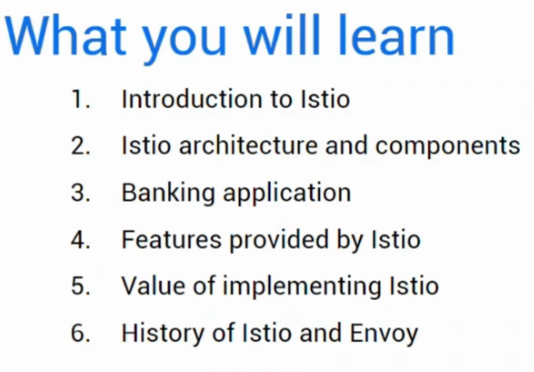 What you will learn
1. Introduction to Istio
2. Istio architecture and components
3. Banking application
4. Features provided by Istio
5. Value of implementing Istio
6. History of Istio and Envoy